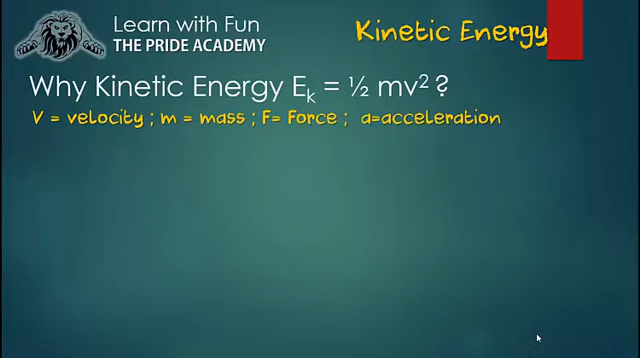 Learn with Fun
THE PRIDE ACADEMY
Kinetic Energy
Why Kinetic Energy Eₖ = ½ mv² ?
V = velocity ; m = mass ; F= Force ; a=acceleration